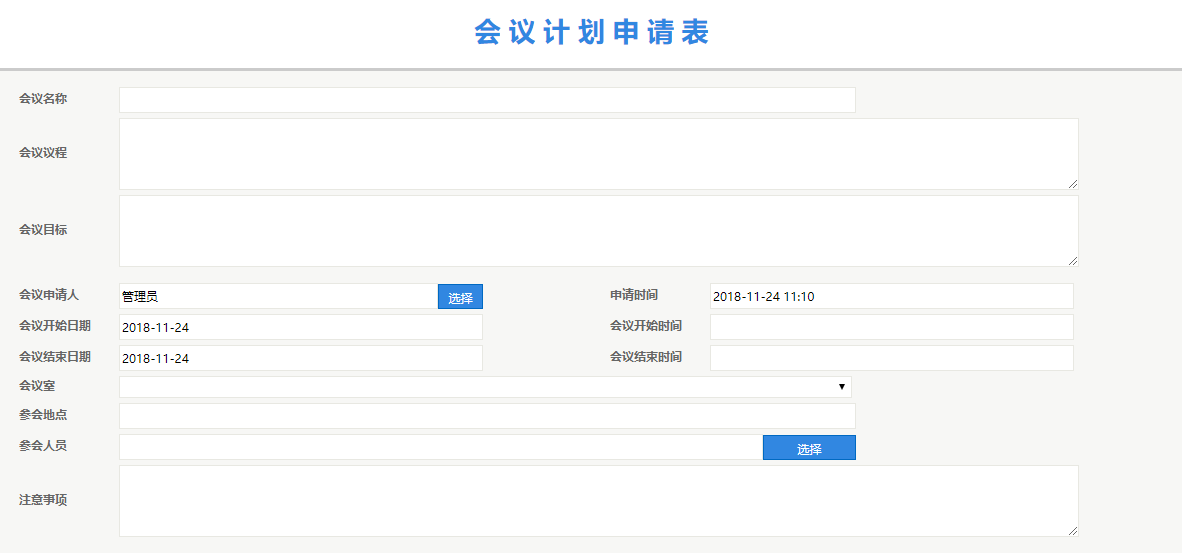 会议计划申请表
会议名称
会议议程
会议目标
会议申请人 管理员 选择 申请时间 2018-11-24 11:10
会议开始日期 2018-11-24 会议开始时间
会议结束日期 2018-11-24 会议结束时间
会议室
参会地点
参会人员 选择
注意事项